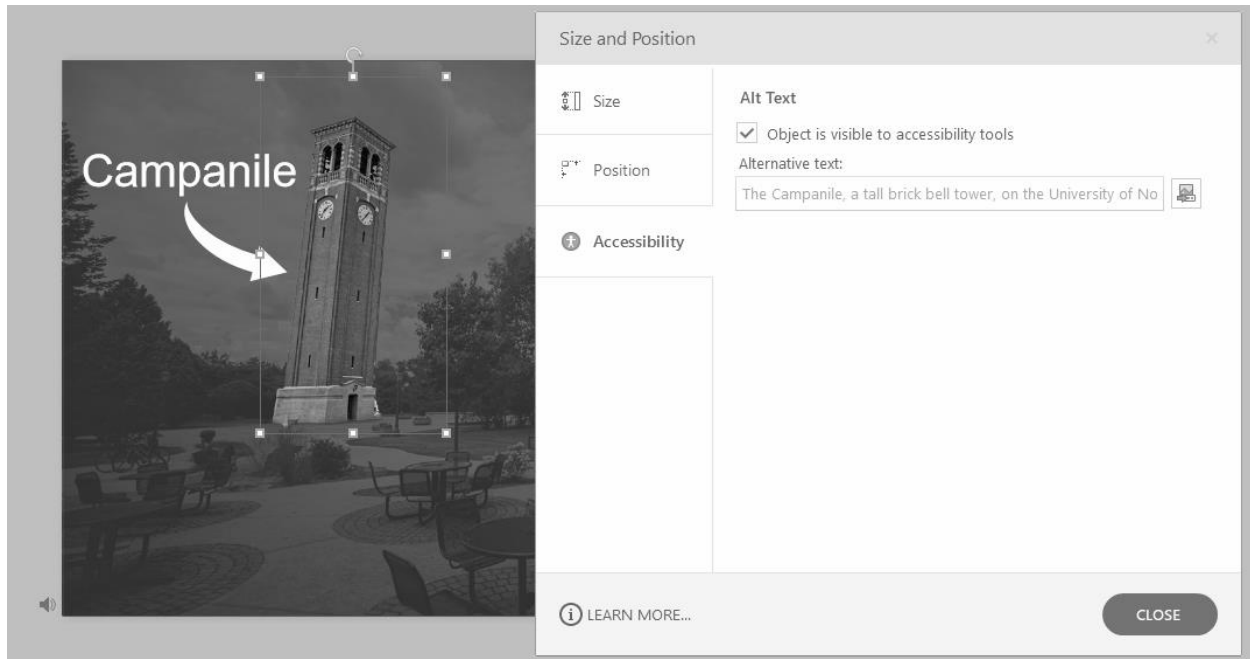 Size and Position
Campanile
Size
Position
Accessibility
Alt Text
Object is visible to accessibility tools
Alternative text:
The Campanile, a tall brick bell tower, on the University of No
LEARN MORE...
CLOSE